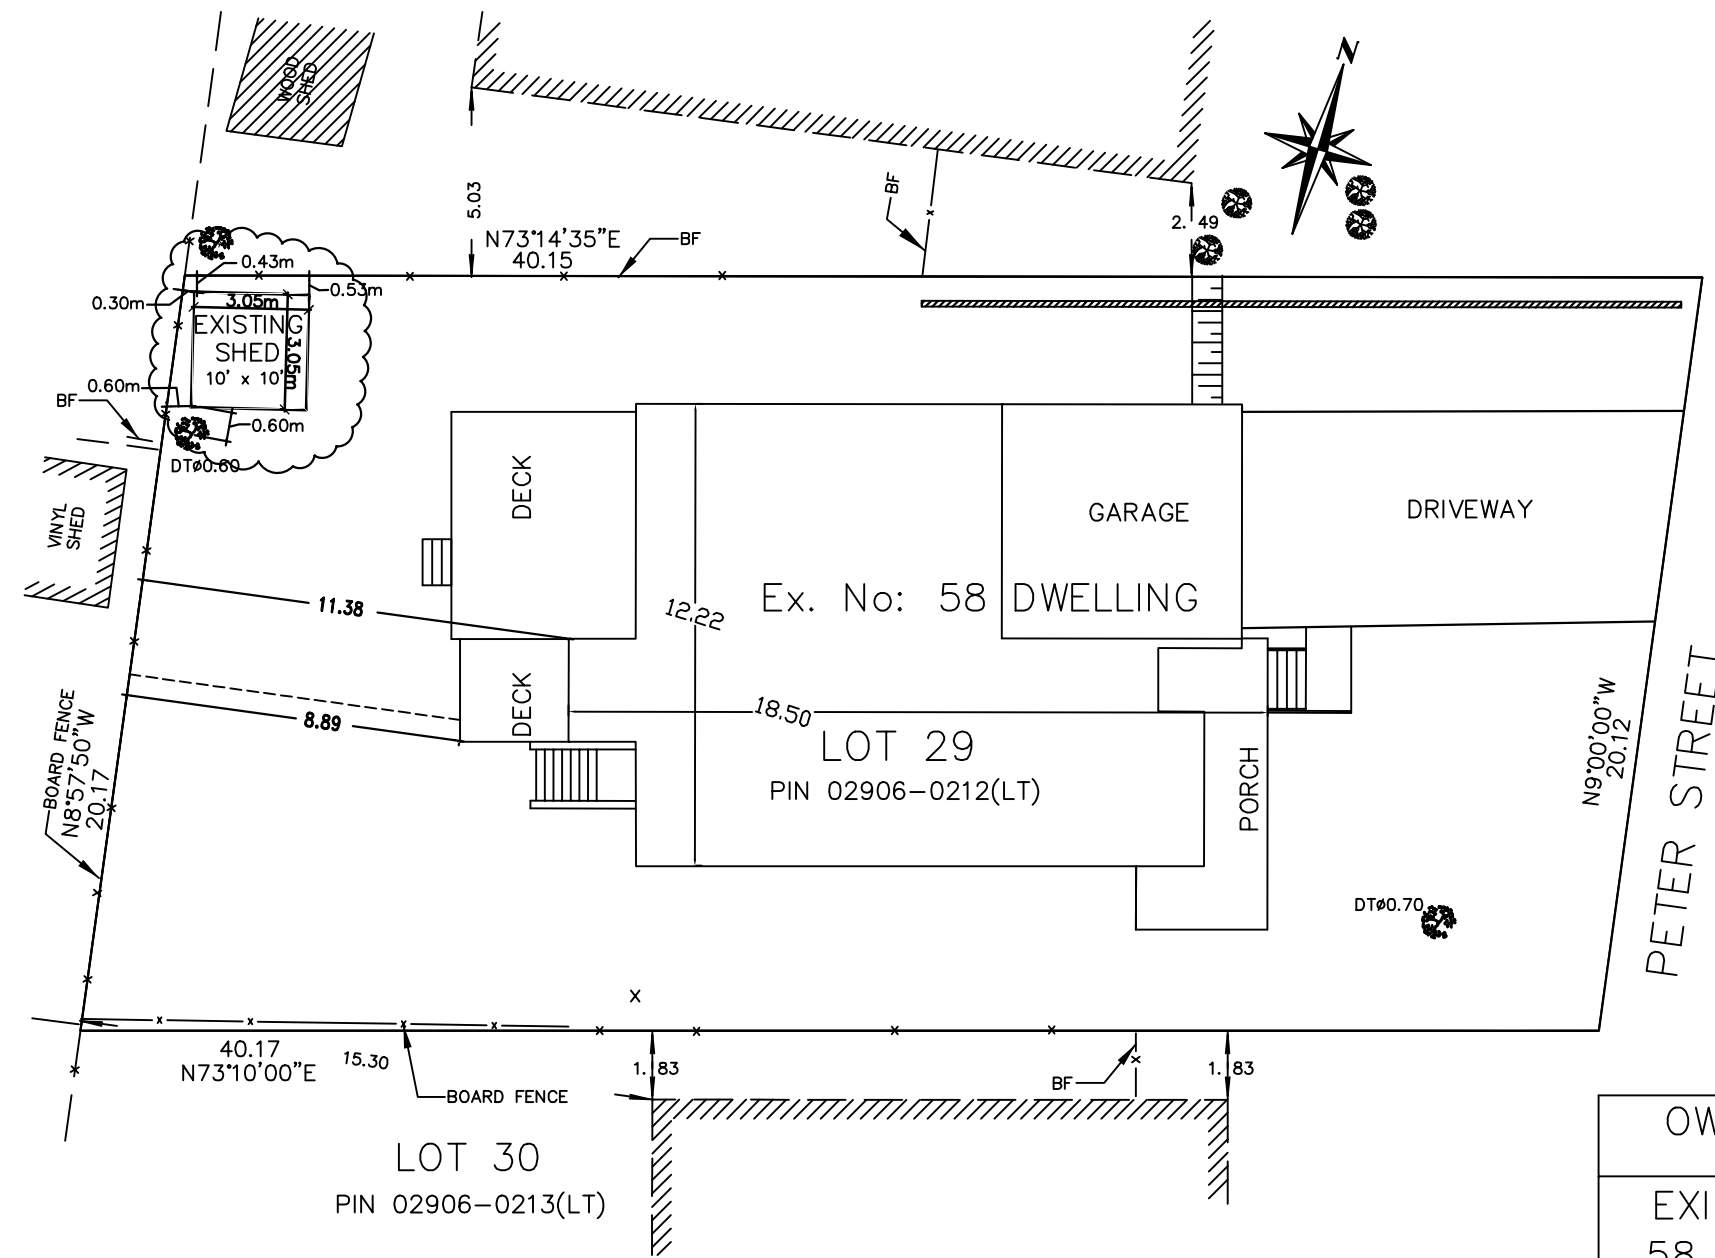 N
WOOD
SHED
5.03
BF
2.49
N73°14'35"E
40.15
BF
0.43m
0.53m
0.30m
3.05m
EXISTING
SHED
10' x 10'
3.05m
0.60m
BF
0.60m
DTø0.60
VINYL
SHED
DECK
GARAGE
DRIVEWAY
Ex. No: 58 DWELLING
11.38
12.22
DECK
18.50
8.89
LOT 29
PIN 02906-0212(LT)
PORCH
BOARD FENCE
N8°57'50"W
20.17
N9°00'00"W
20.12
PETER STREET
DTø0.70
x
40.17
N73°10'00"E
15.30
BOARD FENCE
1.83
BF
1.83
LOT 30
PIN 02906-0213(LT)
OW
EXI
58